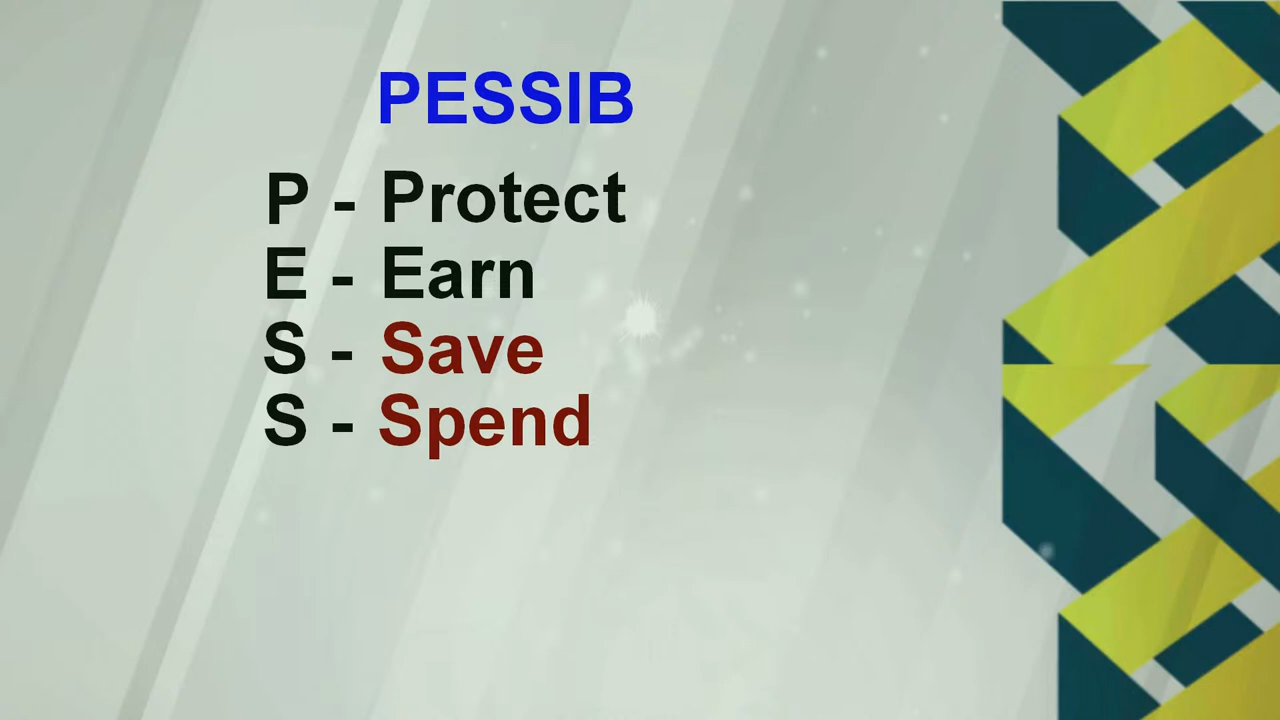 PESSIB
P - Protect
E - Earn
S - Save
S - Spend